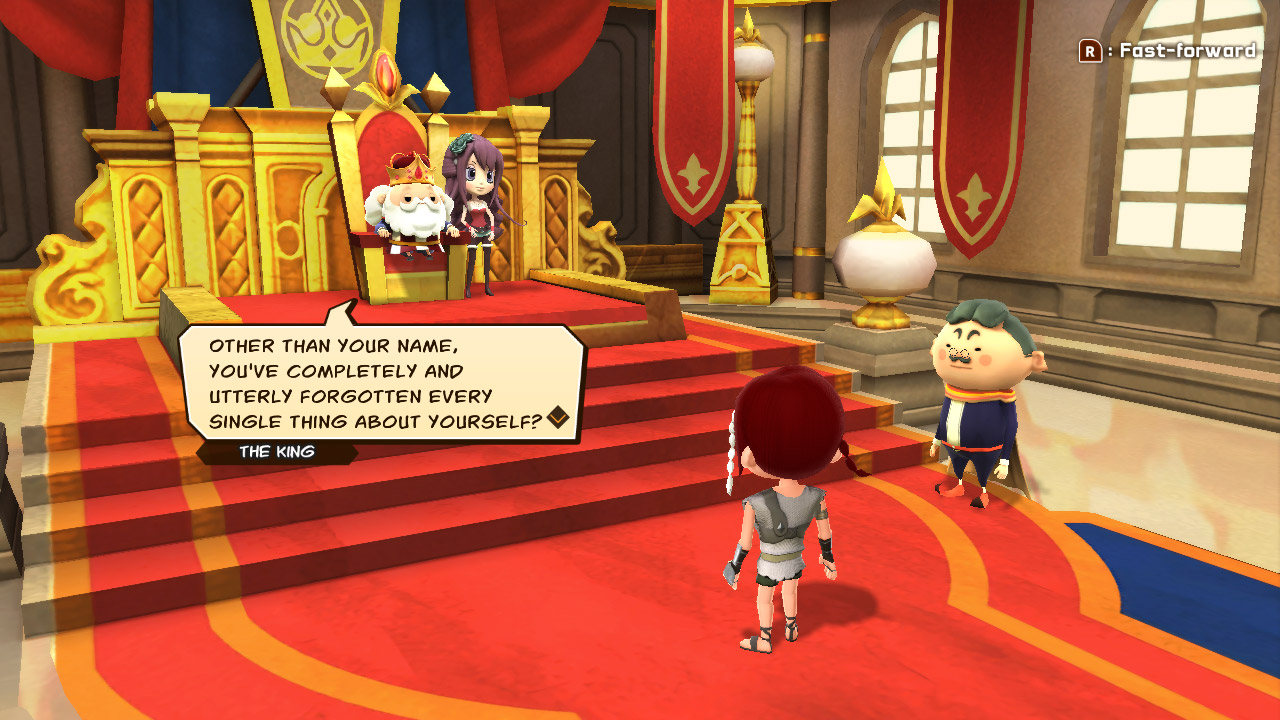 R : Fast-forward
OTHER THAN YOUR NAME,
YOU'VE COMPLETELY AND
UTTERLY FORGOTTEN EVERY
SINGLE THING ABOUT YOURSELF?
THE KING